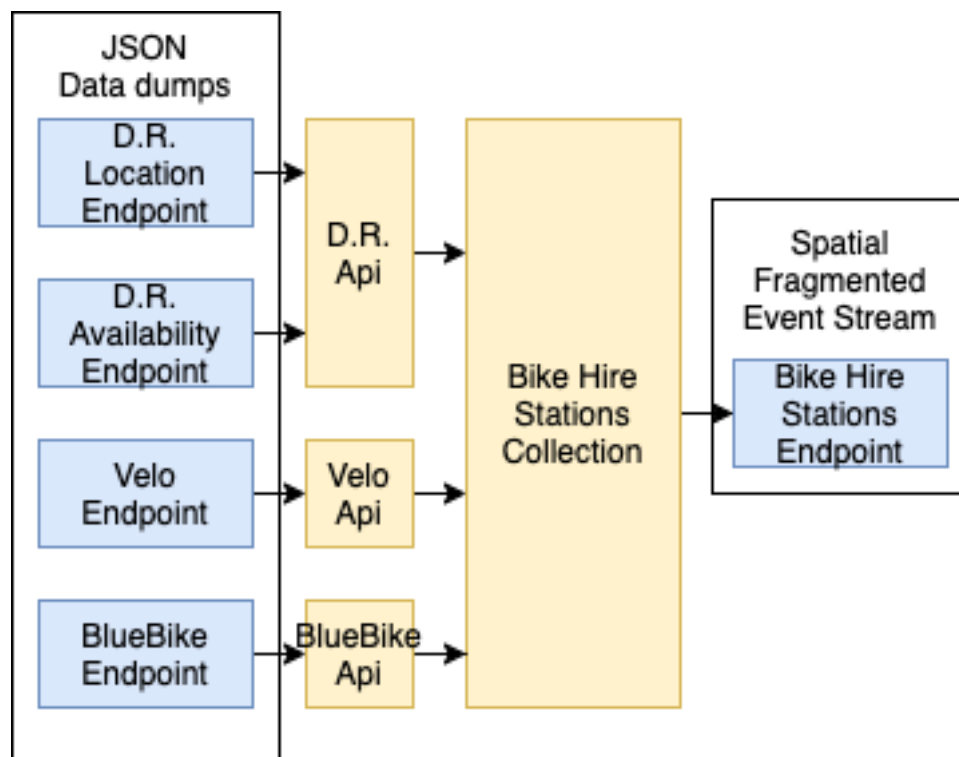 JSON
Data dumps
D.R.
Location
Endpoint
D.R.
Availability
Endpoint
Velo
Endpoint
BlueBike
Endpoint
D.R.
Api
Velo
Api
BlueBike
Api
Bike Hire
Stations
Collection
Spatial
Fragmented
Event Stream
Bike Hire
Stations
Endpoint